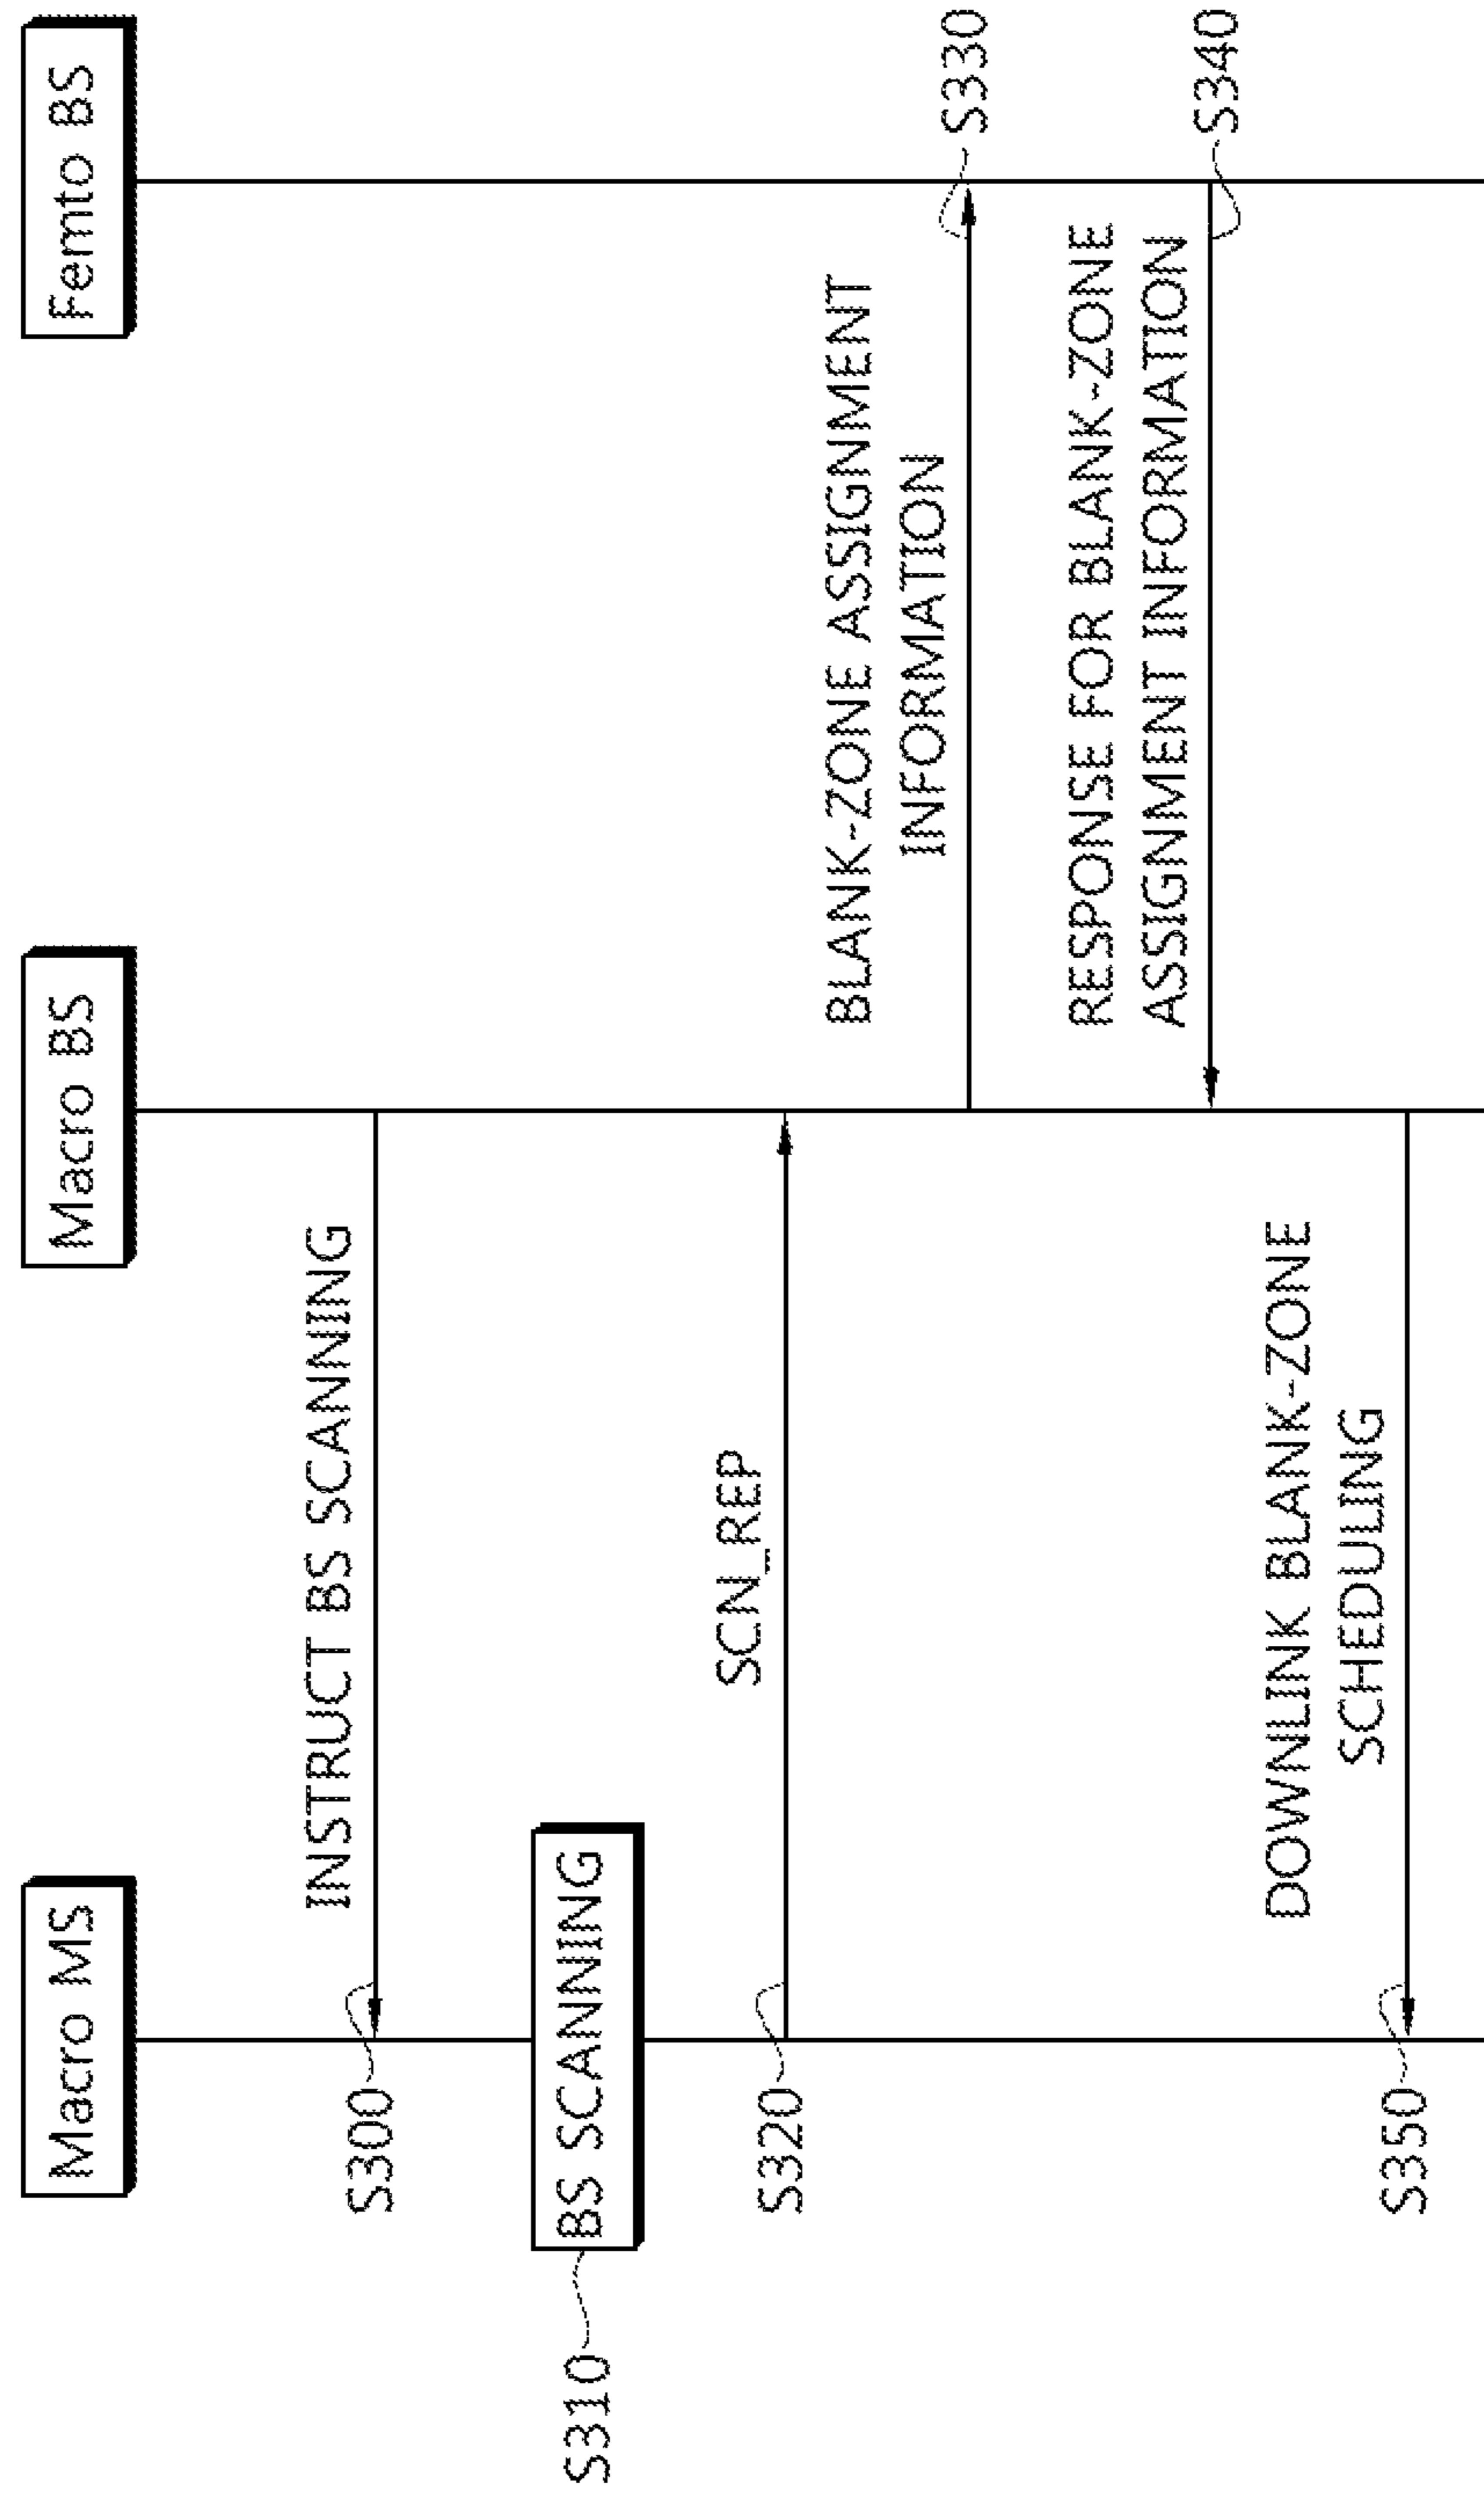 Macro MS
Macro BS
Femto BS
INSTRUCT BS SCANNING
S300
BS SCANNING
S310
SCN_REP
S320
BLANK-ZONE ASSIGNMENT
INFORMATION
S330
RESPONSE FOR BLANK-ZONE
ASSIGNMENT INFORMATION
S340
DOWNLINK BLANK-ZONE
SCHEDULING
S350